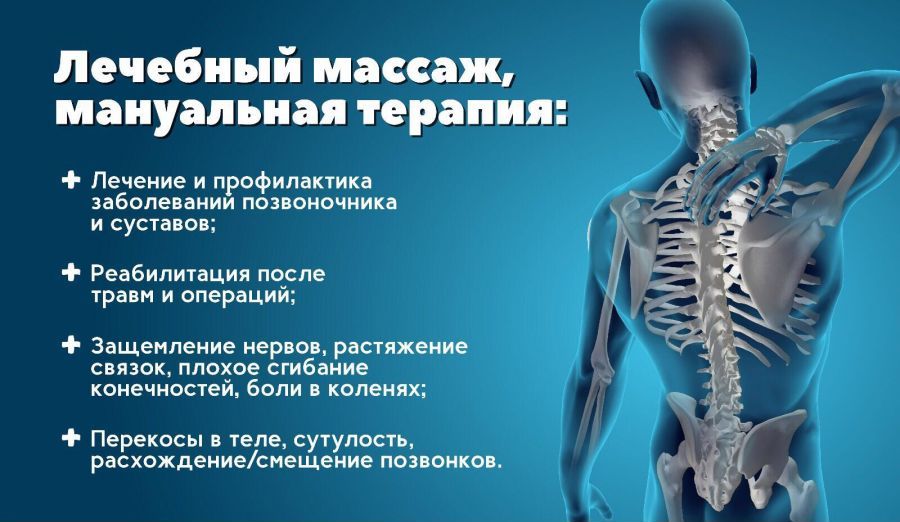 Лечебный массаж,
мануальная терапия:
+ Лечение и профилактика
заболеваний позвоночника
и суставов;
+ Реабилитация после
травм и операций;
+ Защемление нервов, растяжение
связок, плохое сгибание
конечностей, боли в коленях;
+ Перекосы в теле, сутулость,
расхождение/смещение позвонков.